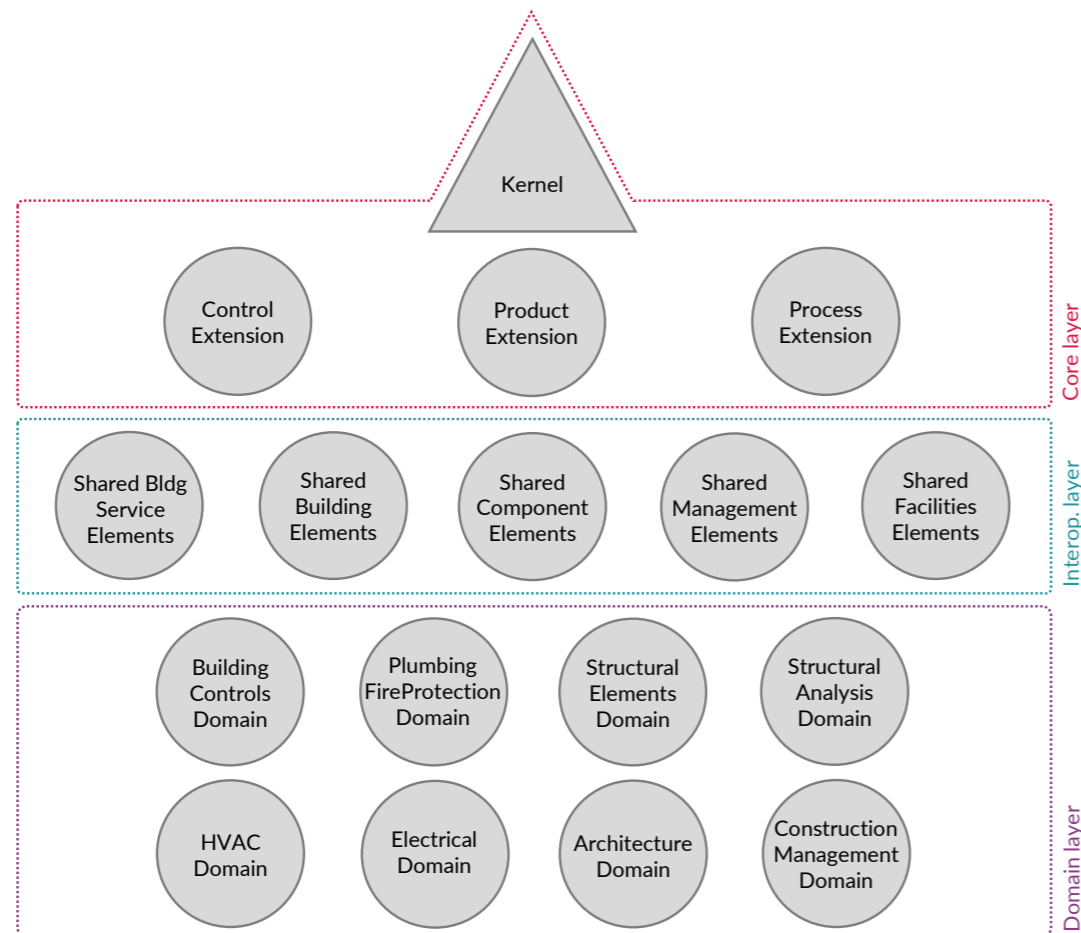 Kernel
Control
Extension
Product
Extension
Process
Extension
Core layer
Shared Bldg
Service
Elements
Shared
Building
Elements
Shared
Component
Elements
Shared
Management
Elements
Shared
Facilities
Elements
Interop. layer
Building
Controls
Domain
Plumbing
FireProtection
Domain
Structural
Elements
Domain
Structural
Analysis
Domain
HVAC
Domain
Electrical
Domain
Architecture
Domain
Construction
Management
Domain
Domain layer